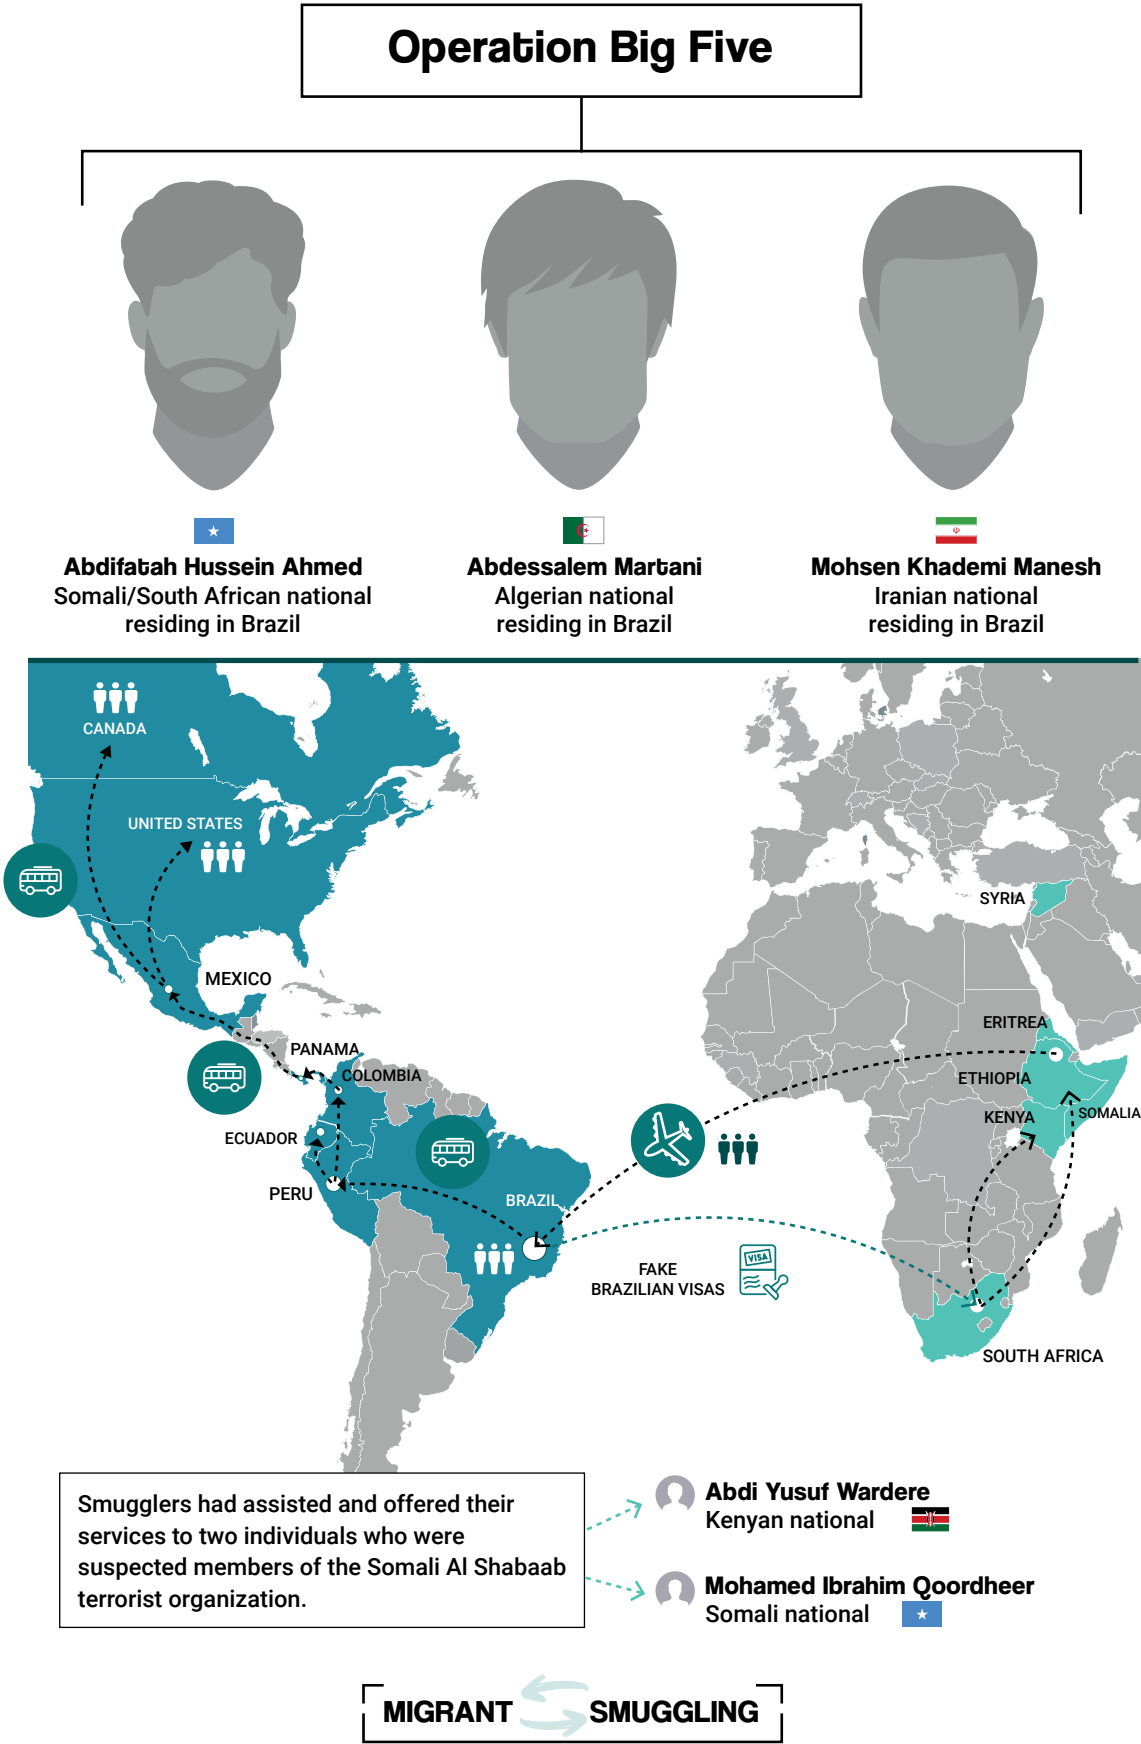 Operation Big Five
Abdifatah Hussein Ahmed
Somali/South African national
residing in Brazil
Abdessalem Martani
Algerian national
residing in Brazil
Mohsen Khademi Manesh
Iranian national
residing in Brazil
CANADA
UNITED STATES
MEXICO
PANAMA
COLOMBIA
ECUADOR
PERU
BRAZIL
SYRIA
ERITREA
ETHIOPIA
KENYA
SOMALIA
VISA
FAKE
BRAZILIAN VISAS
SOUTH AFRICA
Smugglers had assisted and offered their
services to two individuals who were
suspected members of the Somali Al Shabaab
terrorist organization.
Abdi Yusuf Wardere
Kenyan national
Mohamed Ibrahim Qoordheer
Somali national
MIGRANT SMUGGLING